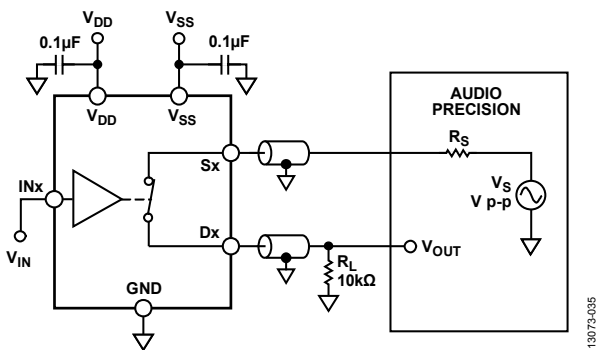 VDD
VSS
0.1µF
0.1µF
VDD
VSS
AUDIO
PRECISION
RS
Sx
VS
V p-p
INx
Dx
VOUT
VIN
RL
10kΩ
GND
13073-035